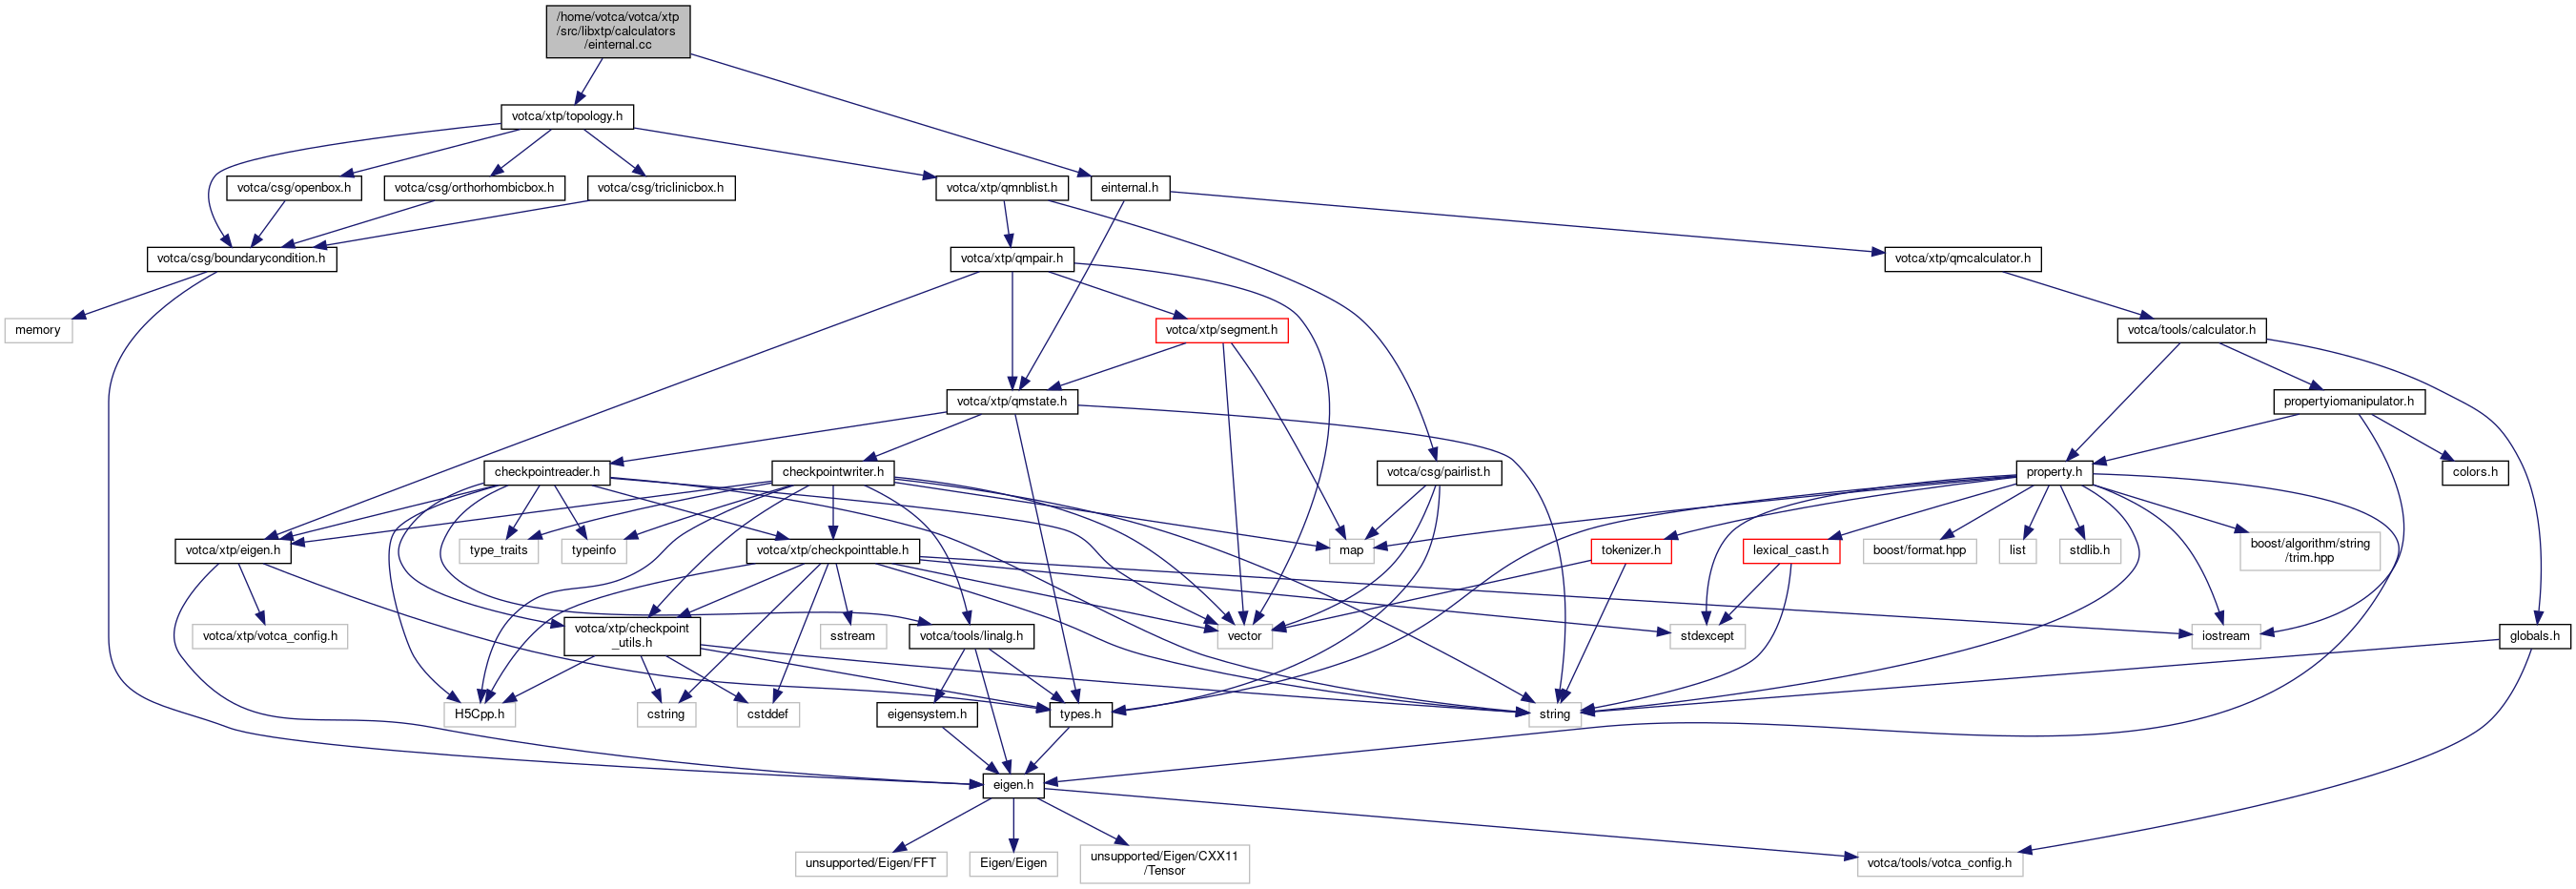 /home/votca/votca/xtp
/src/libxtp/calculators
/einternal.cc
votca/xtp/topology.h
votca/csg/openbox.h
votca/csg/orthorhombicbox.h
votca/csg/triclinicbox.h
votca/xtp/qmnblist.h
einternal.h
votca/csg/boundarycondition.h
votca/xtp/qmpair.h
votca/xtp/qmcalculator.h
memory
votca/xtp/segment.h
votca/tools/calculator.h
votca/xtp/qmstate.h
propertyiomanipulator.h
checkpointreader.h
checkpointwriter.h
votca/csg/pairlist.h
property.h
colors.h
votca/xtp/eigen.h
type_traits
typeinfo
votca/xtp/checkpointtable.h
map
tokenizer.h
lexical_cast.h
boost/format.hpp
list
stdlib.h
boost/algorithm/string
/trim.hpp
votca/xtp/votca_config.h
votca/xtp/checkpoint
_utils.h
sstream
votca/tools/linalg.h
vector
stdexcept
iostream
globals.h
H5Cpp.h
cstring
cstddef
eigensystem.h
types.h
string
eigen.h
unsupported/Eigen/FFT
Eigen/Eigen
unsupported/Eigen/CXX11
/Tensor
votca/tools/votca_config.h